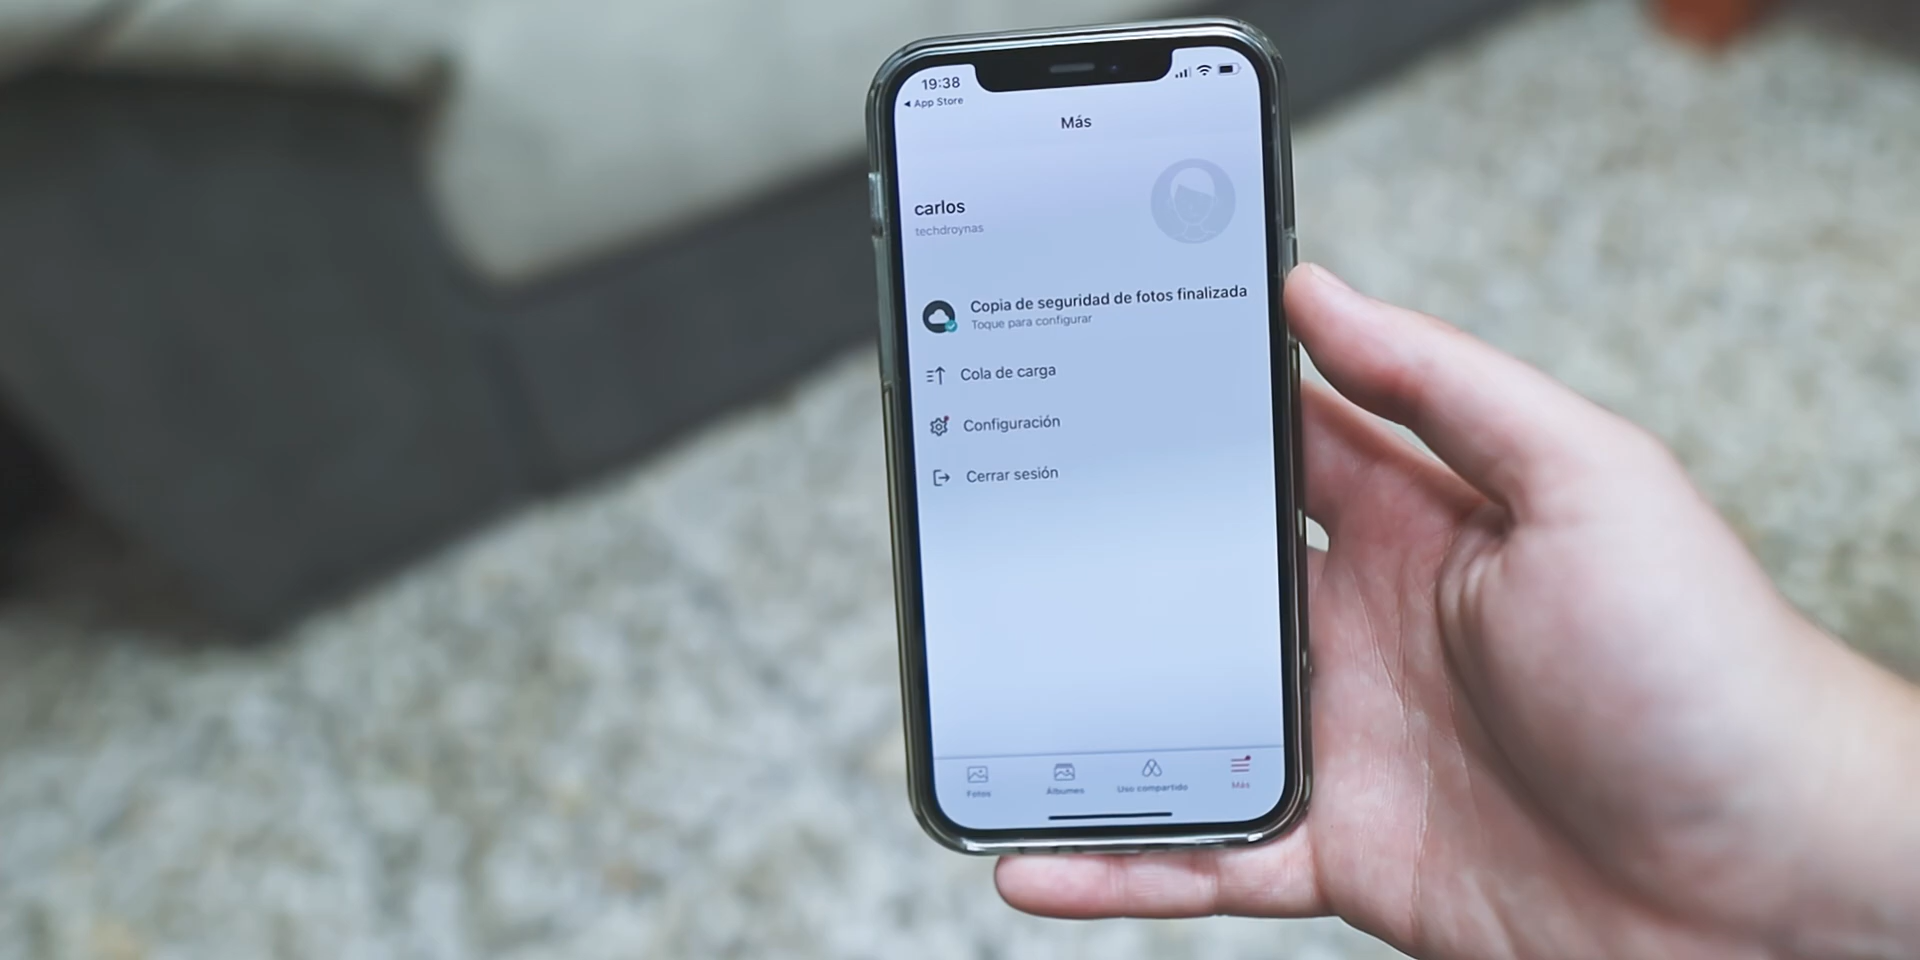 19:38
◂ App Store
Más
carlos
techdroynas
Copia de seguridad de fotos finalizada
Toque para configurar
Cola de carga
Configuración
Cerrar sesión
Fotos
Álbumes
Uso compartido
Más